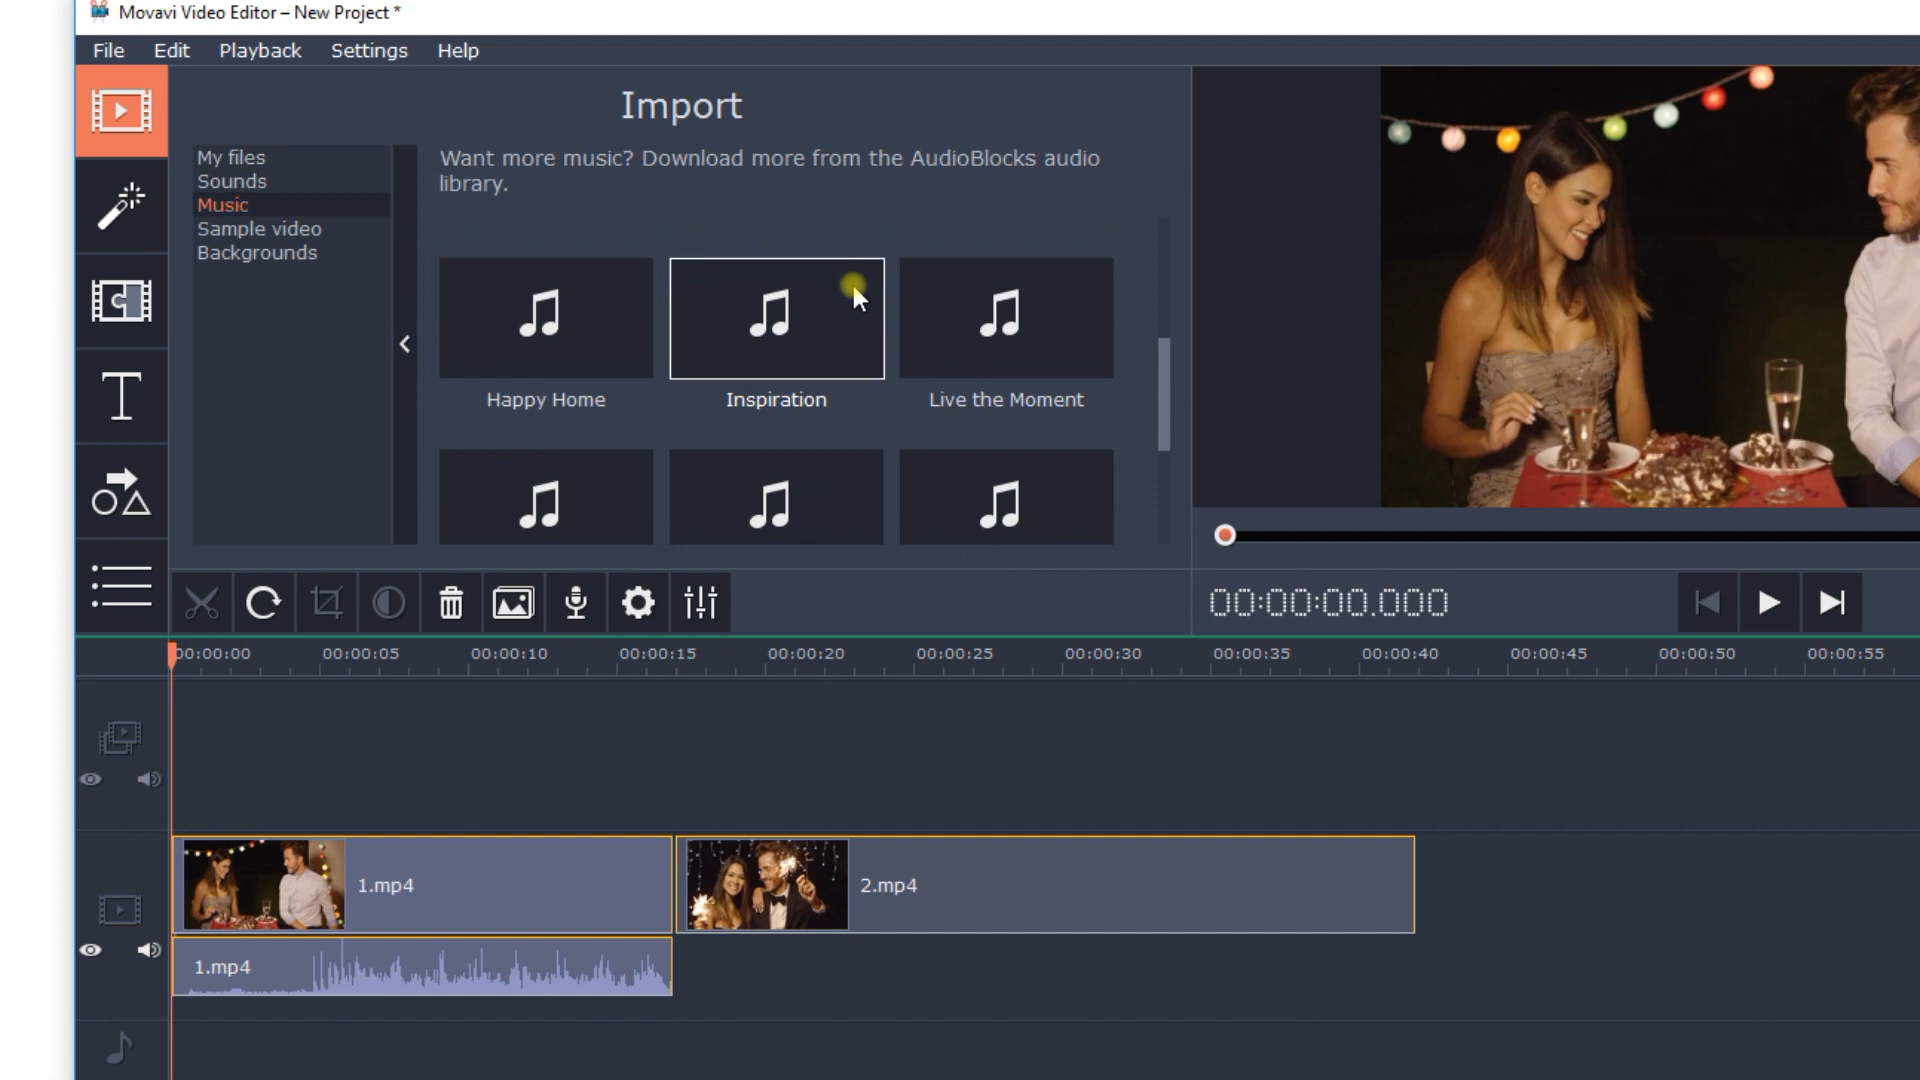 Movavi Video Editor – New Project *
File Edit Playback Settings Help
Import
My files
Sounds
Music
Sample video
Backgrounds
Want more music? Download more from the AudioBlocks audio
library.
Happy Home Inspiration Live the Moment
00:00:00.000
00:00:00 00:00:05 00:00:10 00:00:15 00:00:20 00:00:25 00:00:30 00:00:35 00:00:40 00:00:45 00:00:50 00:00:55
1.mp4 2.mp4
1.mp4